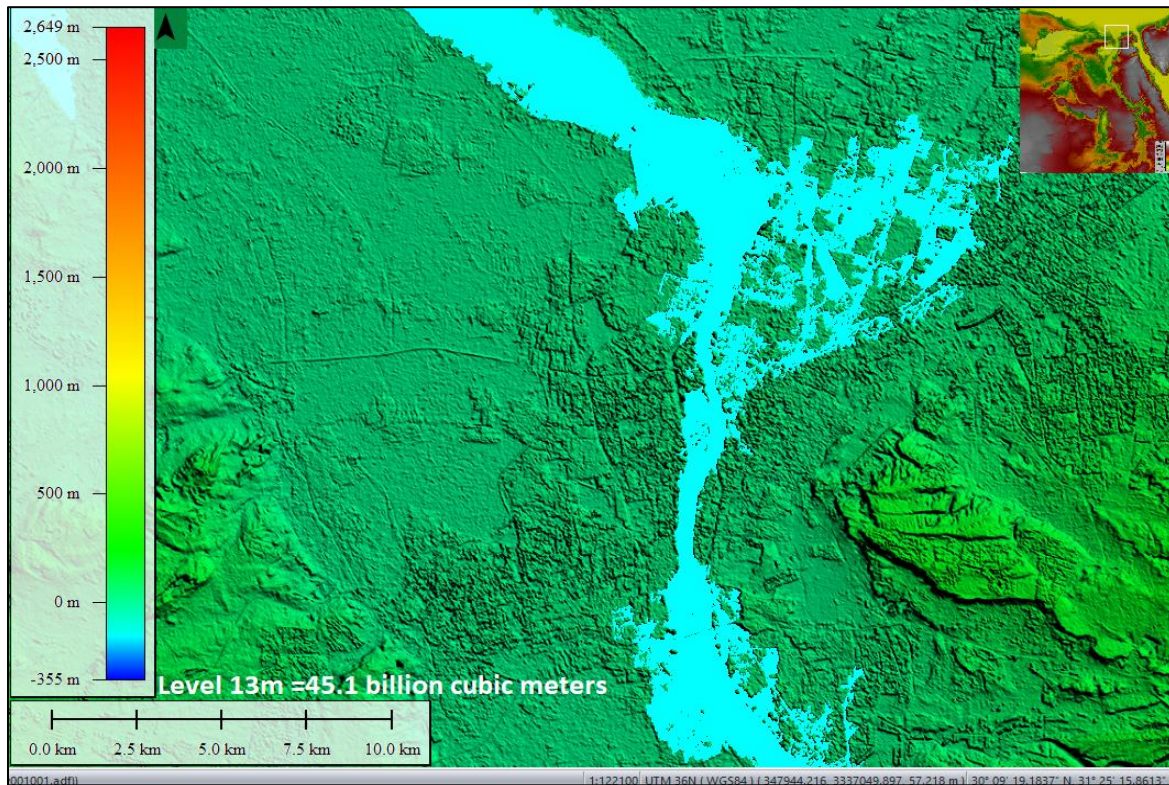 2,649 m
2,500 m
2,000 m
1,500 m
1,000 m
500 m
0 m
-355 m
Level 13m =45.1 billion cubic meters
0.0 km 2.5 km 5.0 km 7.5 km 10.0 km
001001.adf)) 1:122100 UTM 36N ( WGS84 ) ( 347944.216, 3337049.897, 57.218 m ) 30° 09' 19.1837" N, 31° 25' 15.8613"